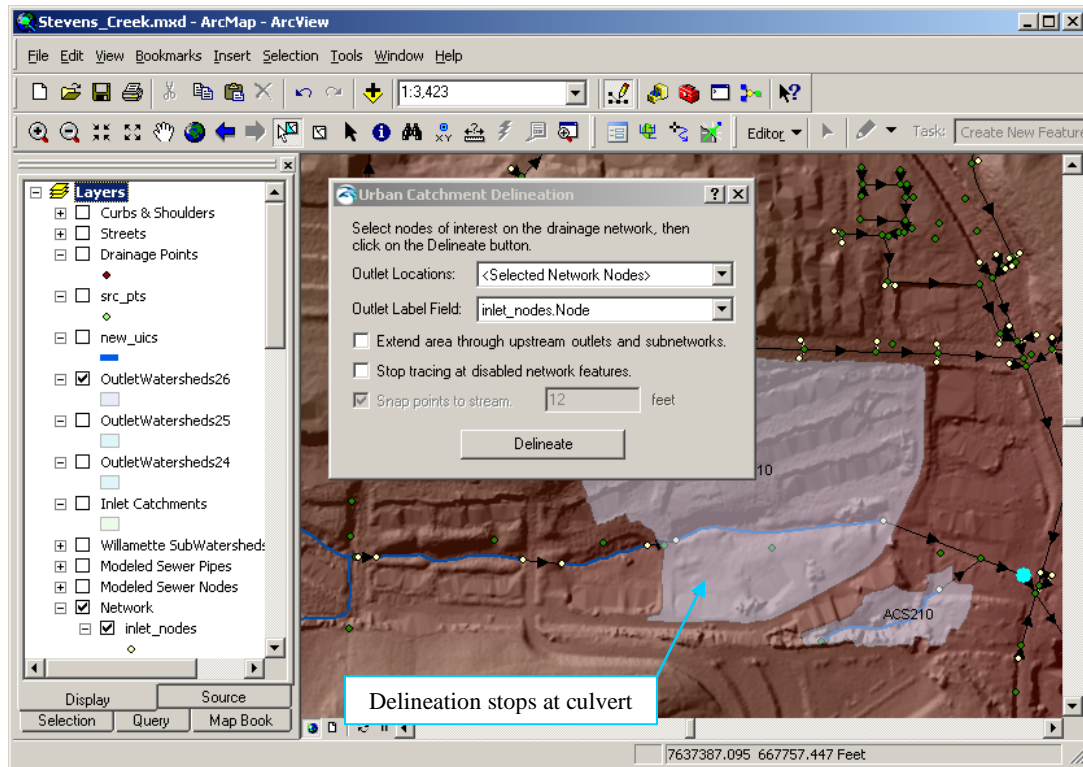 Stevens_Creek.mxd - ArcMap - ArcView
File Edit View Bookmarks Insert Selection Tools Window Help
1:3,423
Editor Task: Create New Feature
Layers
Curbs & Shoulders
Streets
Drainage Points
src_pts
new_uics
OutletWatersheds26
OutletWatersheds25
OutletWatersheds24
Inlet Catchments
Willamette SubWatersheds
Modeled Sewer Pipes
Modeled Sewer Nodes
Network
inlet_nodes
Display Source
Selection Query Map Book
Urban Catchment Delineation
Select nodes of interest on the drainage network, then
click on the Delineate button.
Outlet Locations: <Selected Network Nodes>
Outlet Label Field: inlet_nodes.Node
Extend area through upstream outlets and subnetworks.
Stop tracing at disabled network features.
Snap points to stream. 12 feet
Delineate
10
ACS210
Delineation stops at culvert
7637387.095 667757.447 Feet